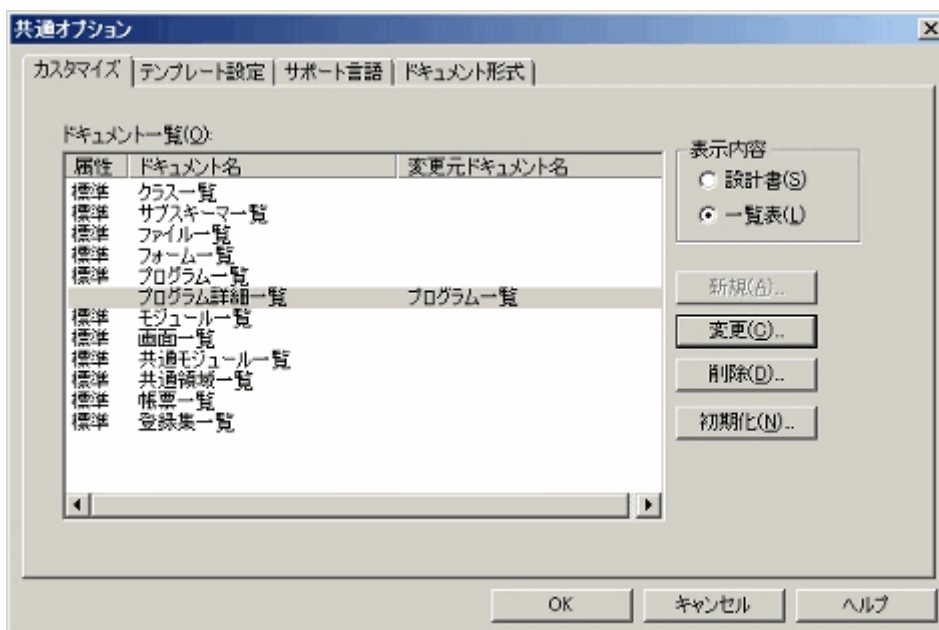 共通オプション
カスタマイズ テンプレート設定 サポート言語 ドキュメント形式
ドキュメント一覧(O):
属性 ドキュメント名 変更元ドキュメント名
標準 クラス一覧
標準 サブスキーマ一覧
標準 ファイル一覧
標準 フォーム一覧
標準 プログラム一覧
プログラム詳細一覧 プログラム一覧
標準 モジュール一覧
標準 画面一覧
標準 共通モジュール一覧
標準 共通領域一覧
標準 帳票一覧
標準 登録集一覧
表示内容
設計書(S)
一覧表(L)
新規(A)...
変更(C)...
削除(D)...
初期化(N)...
OK キャンセル ヘルプ